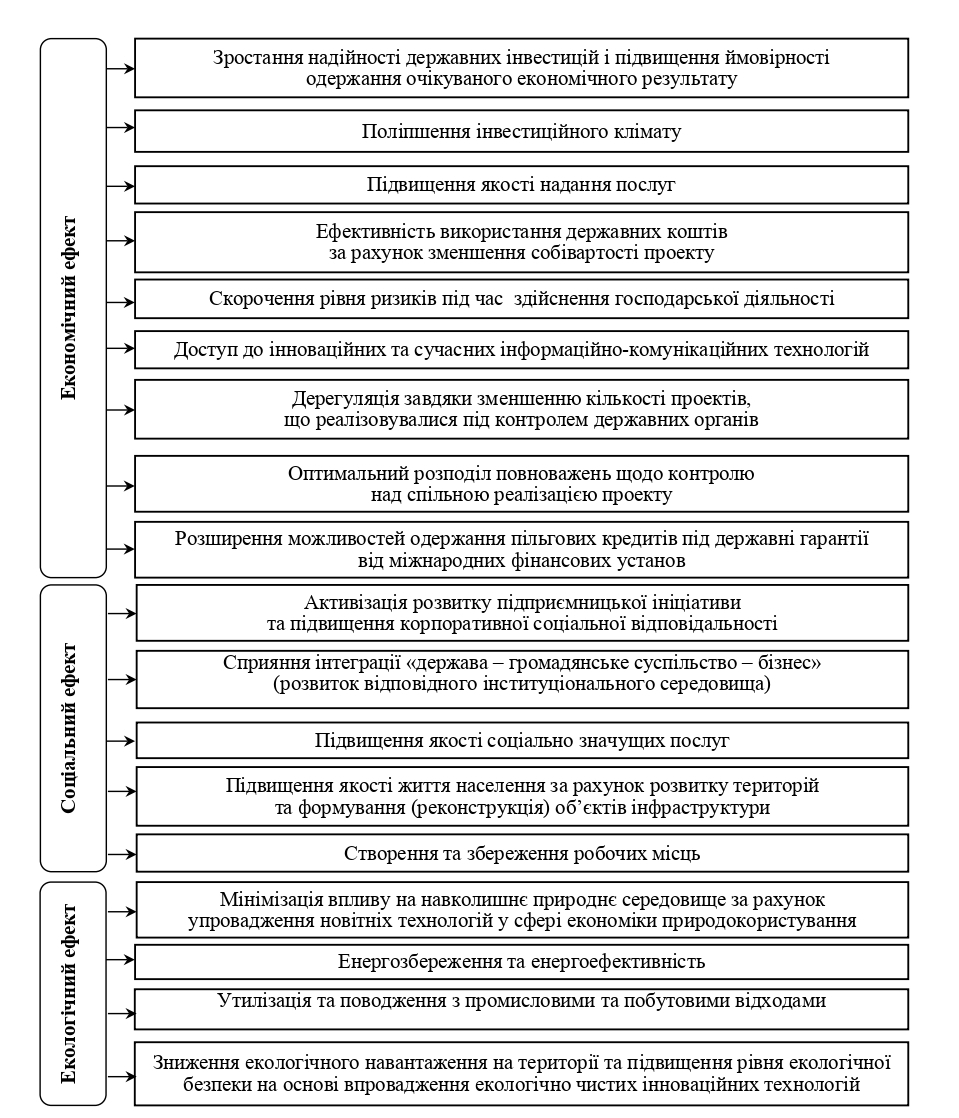 Економічний ефект
Зростання надійності державних інвестицій і підвищення ймовірності
одержання очікуваного економічного результату
Поліпшення інвестиційного клімату
Підвищення якості надання послуг
Ефективність використання державних коштів
за рахунок зменшення собівартості проекту
Скорочення рівня ризиків під час здійснення господарської діяльності
Доступ до інноваційних та сучасних інформаційно-комунікаційних технологій
Дерегуляція завдяки зменшенню кількості проектів,
що реалізовувалися під контролем державних органів
Оптимальний розподіл повноважень щодо контролю
над спільною реалізацією проекту
Розширення можливостей одержання пільгових кредитів під державні гарантії
від міжнародних фінансових установ
Соціальний ефект
Активізація розвитку підприємницької ініціативи
та підвищення корпоративної соціальної відповідальності
Сприяння інтеграції «держава – громадянське суспільство – бізнес»
(розвиток відповідного інституціонального середовища)
Підвищення якості соціально значущих послуг
Підвищення якості життя населення за рахунок розвитку територій
та формування (реконструкція) об’єктів інфраструктури
Створення та збереження робочих місць
Екологічний ефект
Мінімізація впливу на навколишнє природнє середовище за рахунок
упровадження новітніх технологій у сфері економіки природокористування
Енергозбереження та енергоефективність
Утилізація та поводження з промисловими та побутовими відходами
Зниження екологічного навантаження на території та підвищення рівня екологічної
безпеки на основі впровадження екологічно чистих інноваційних технологій